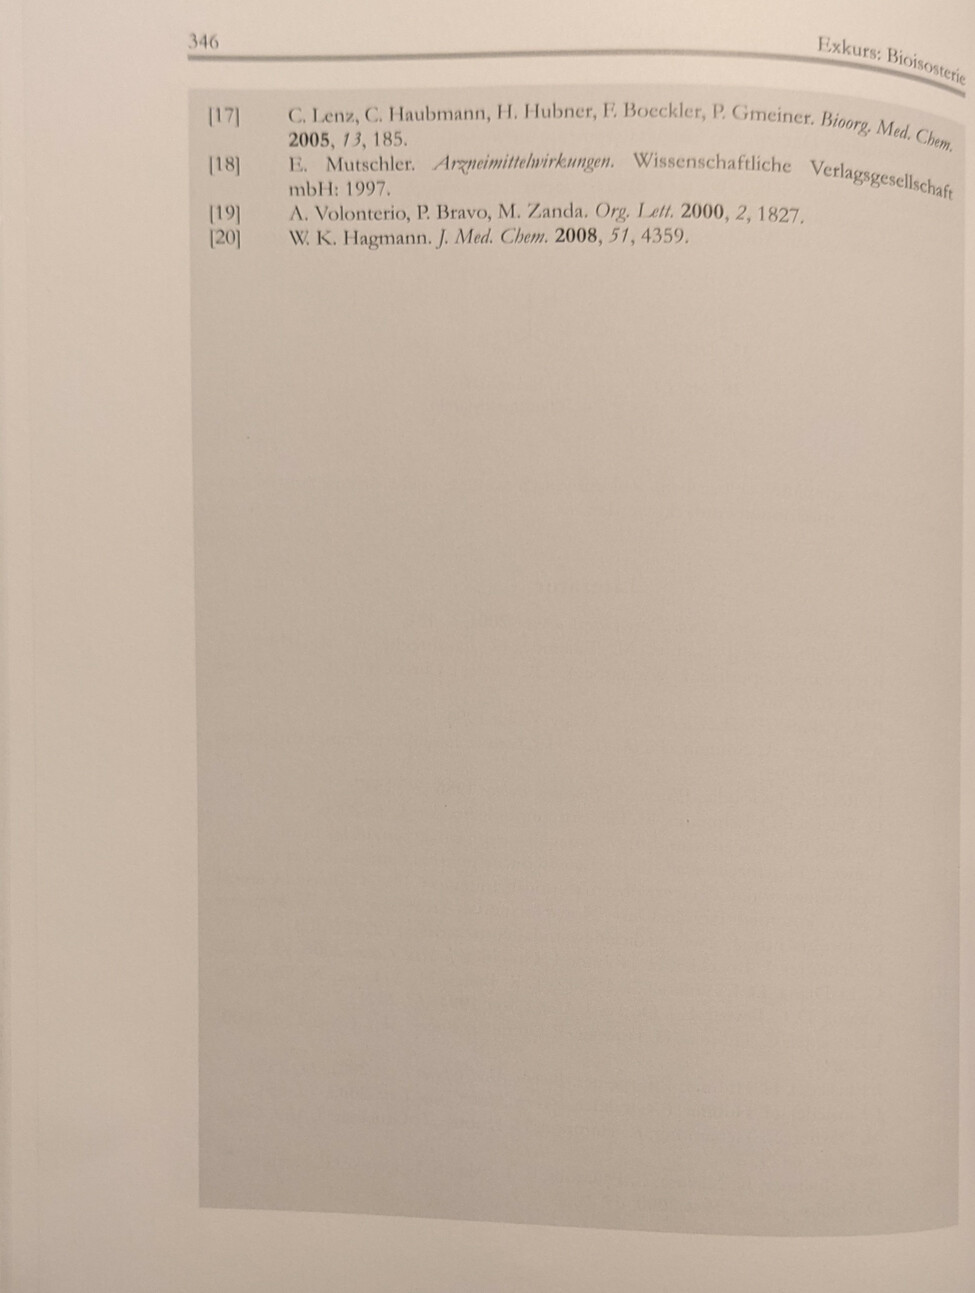 346
Exkurs: Bioisosterie
[17] C. Lenz, C. Haubmann, H. Hubner, F. Boeckler, P. Gmeiner. Bioorg. Med. Chem.
2005, 13, 185.
[18] E. Mutschler. Arzneimittelwirkungen. Wissenschaftliche Verlagsgesellschaft
mbH: 1997.
[19] A. Volonterio, P. Bravo, M. Zanda. Org. Lett. 2000, 2, 1827.
[20] W. K. Hagmann. J. Med. Chem. 2008, 51, 4359.